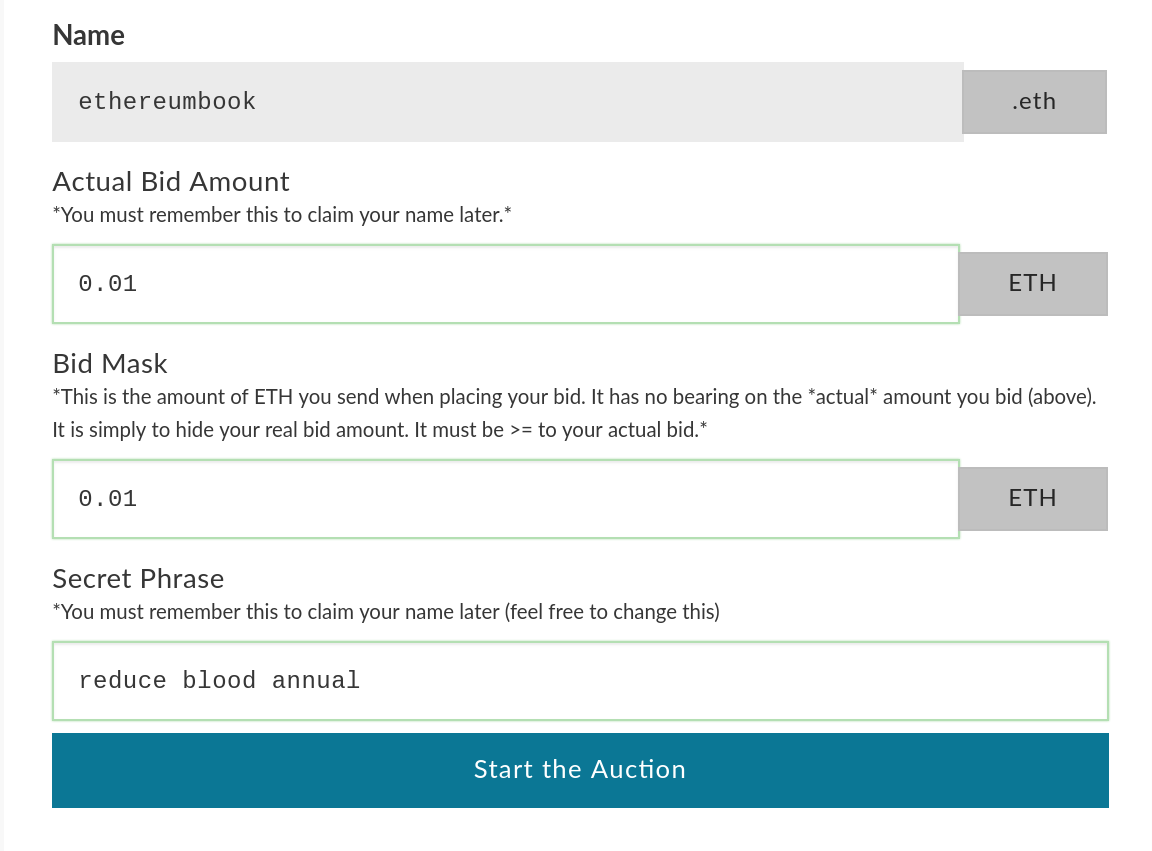 Name
ethereumbook .eth
Actual Bid Amount
*You must remember this to claim your name later.*
0.01 ETH
Bid Mask
*This is the amount of ETH you send when placing your bid. It has no bearing on the *actual* amount you bid (above).
It is simply to hide your real bid amount. It must be >= to your actual bid.*
0.01 ETH
Secret Phrase
*You must remember this to claim your name later (feel free to change this)
reduce blood annual
Start the Auction